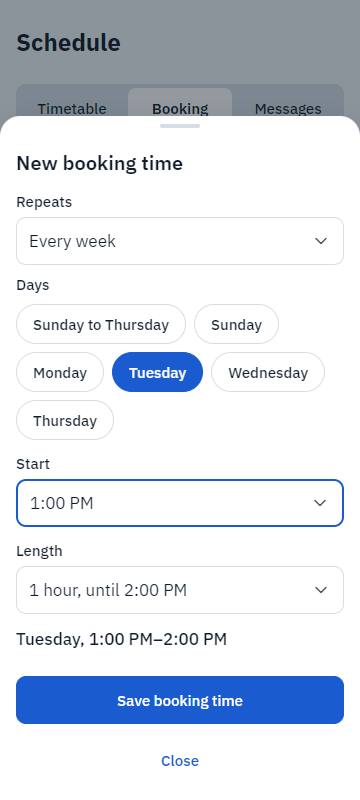 Schedule
Timetable Booking Messages
New booking time
Repeats
Every week
Days
Sunday to Thursday Sunday
Monday Tuesday Wednesday
Thursday
Start
1:00 PM
Length
1 hour, until 2:00 PM
Tuesday, 1:00 PM–2:00 PM
Save booking time
Close